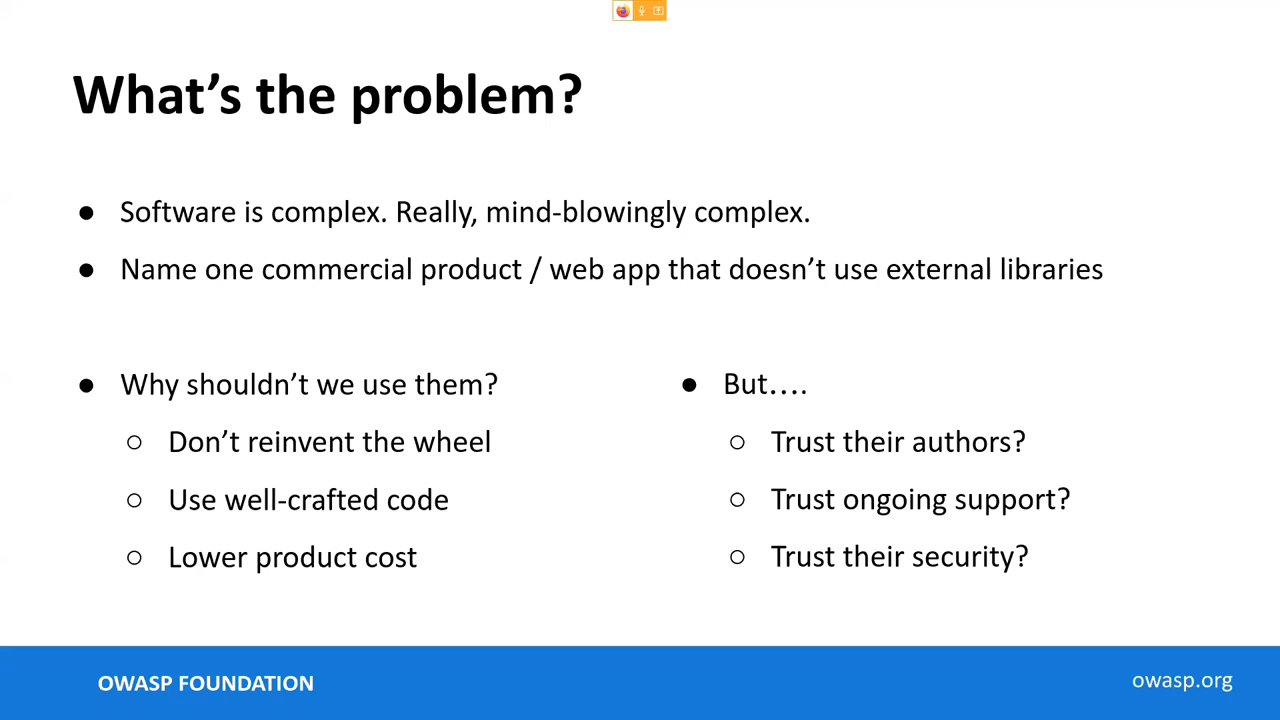 What’s the problem?
● Software is complex. Really, mind-blowingly complex.
● Name one commercial product / web app that doesn’t use external libraries
● Why shouldn’t we use them?
○ Don’t reinvent the wheel
○ Use well-crafted code
○ Lower product cost
● But….
○ Trust their authors?
○ Trust ongoing support?
○ Trust their security?
OWASP FOUNDATION
owasp.org